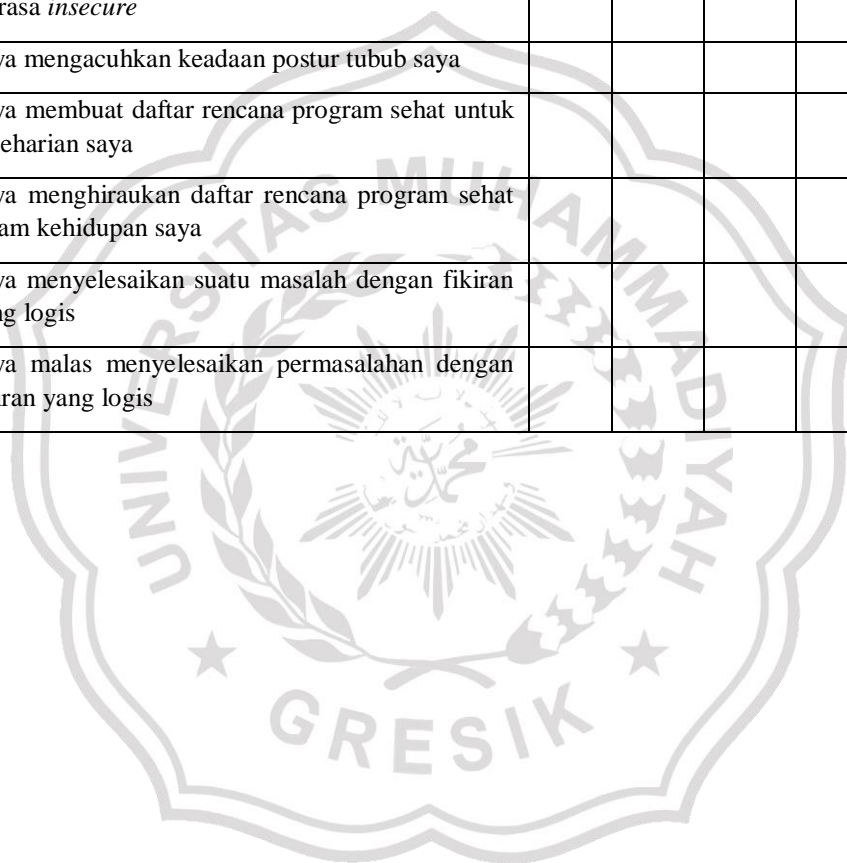 rasa insecure
ya mengacuhkan keadaan postur tubub saya
ya membuat daftar rencana program sehat untuk
eharian saya
ya menghiraukan daftar rencana program sehat
am kehidupan saya
ya menyelesaikan suatu masalah dengan fikiran
ng logis
ya malas menyelesaikan permasalahan dengan
ran yang logis
UNIVERSITAS MUHAMMADIYAH
GRESIK